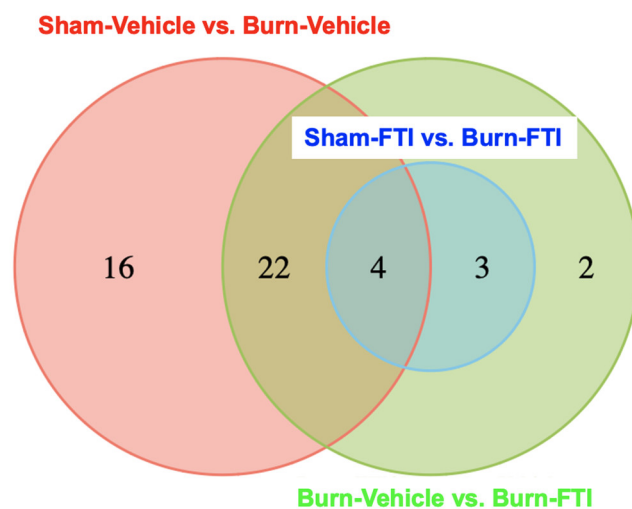 Sham-Vehicle vs. Burn-Vehicle
Sham-FTI vs. Burn-FTI
16 22 4 3 2
Burn-Vehicle vs. Burn-FTI